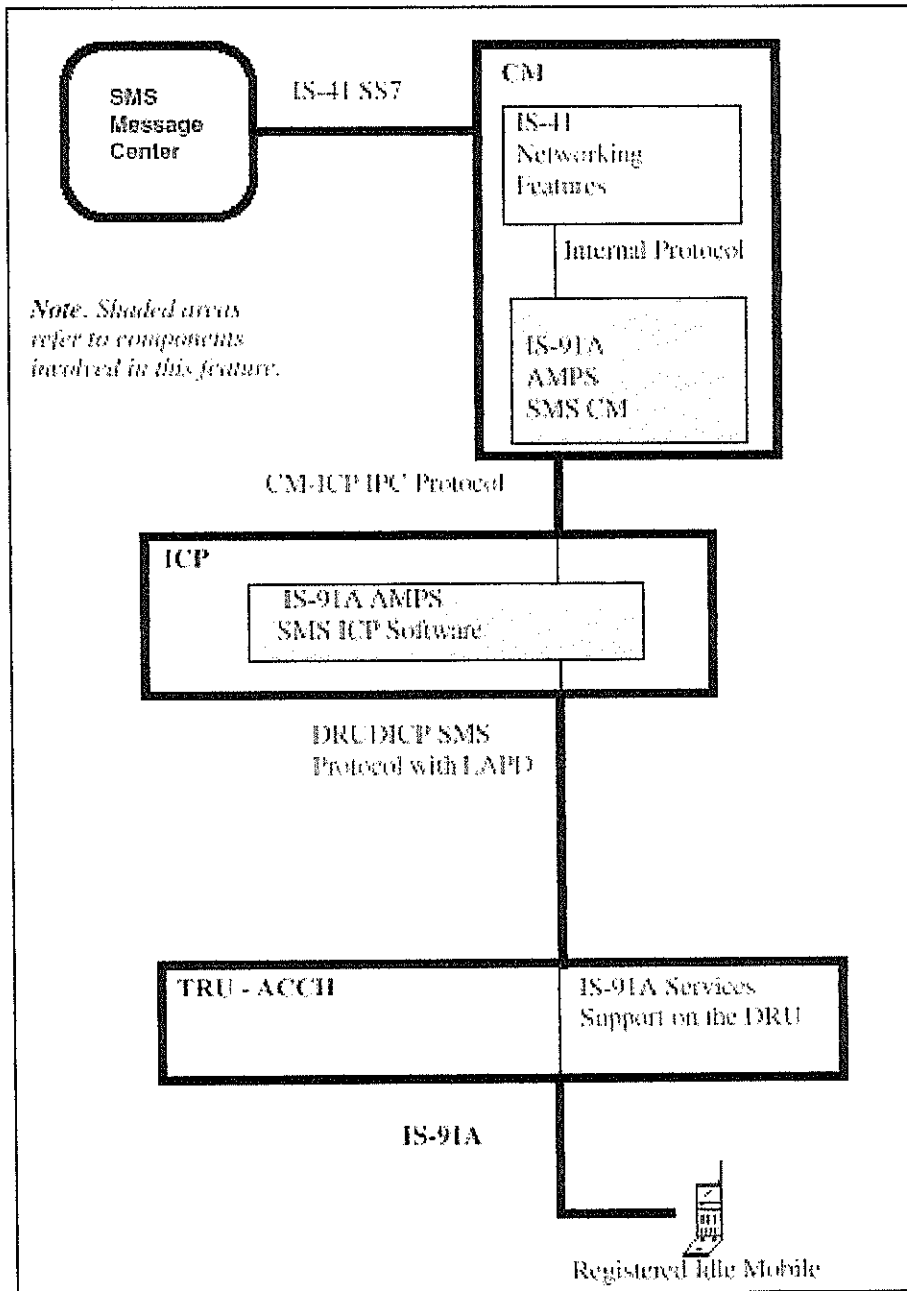 SMS
Message
Center
IS-41 SS7
CM
IS-41
Networking
Features
Internal Protocol
Note. Shaded areas
refer to components
involved in this feature.
IS-91A
AMPS
SMS CM
CM-ICP IPC Protocol
ICP
IS-91A AMPS
SMS ICP Software
DRUDICP SMS
Protocol with LAPD
TRU - ACCH
IS-91A Services
Support on the DRU
IS-91A
Registered Idle Mobile